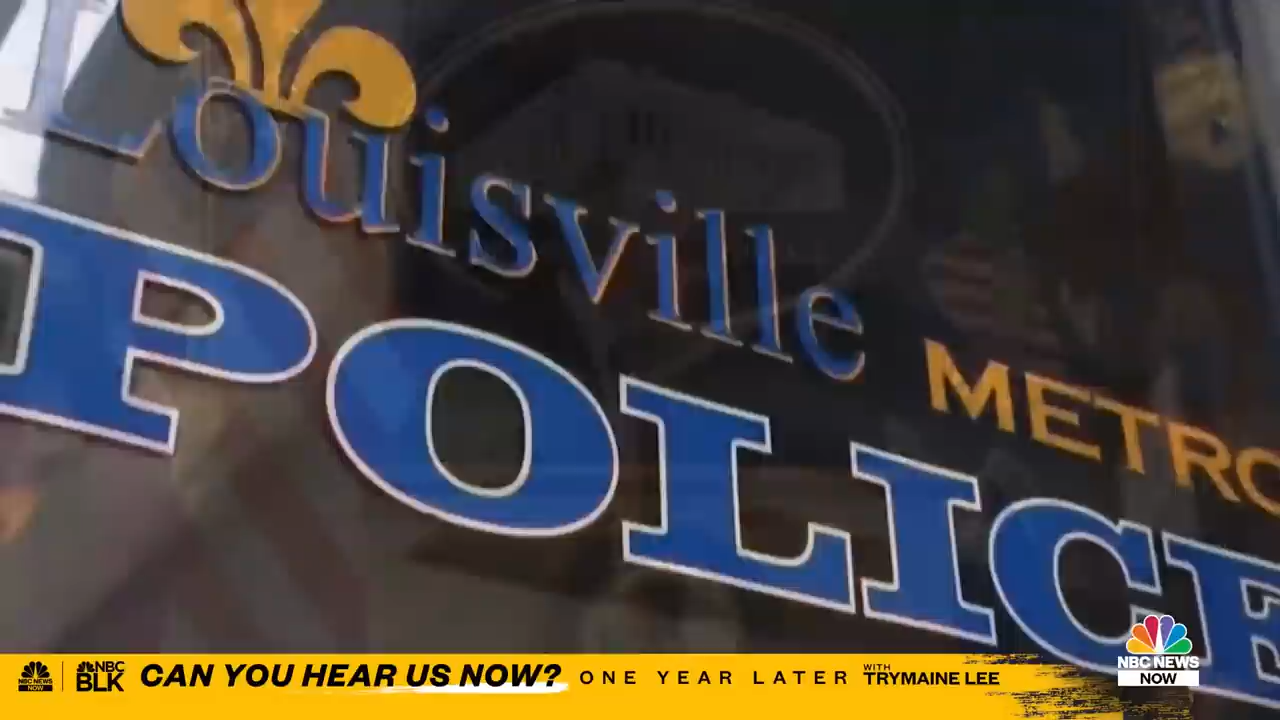 Louisville
METRO
POLICE
NBC NEWS
NOW
NBC
BLK
CAN YOU HEAR US NOW?
ONE YEAR LATER
WITH
TRYMAINE LEE
NBC NEWS
NOW